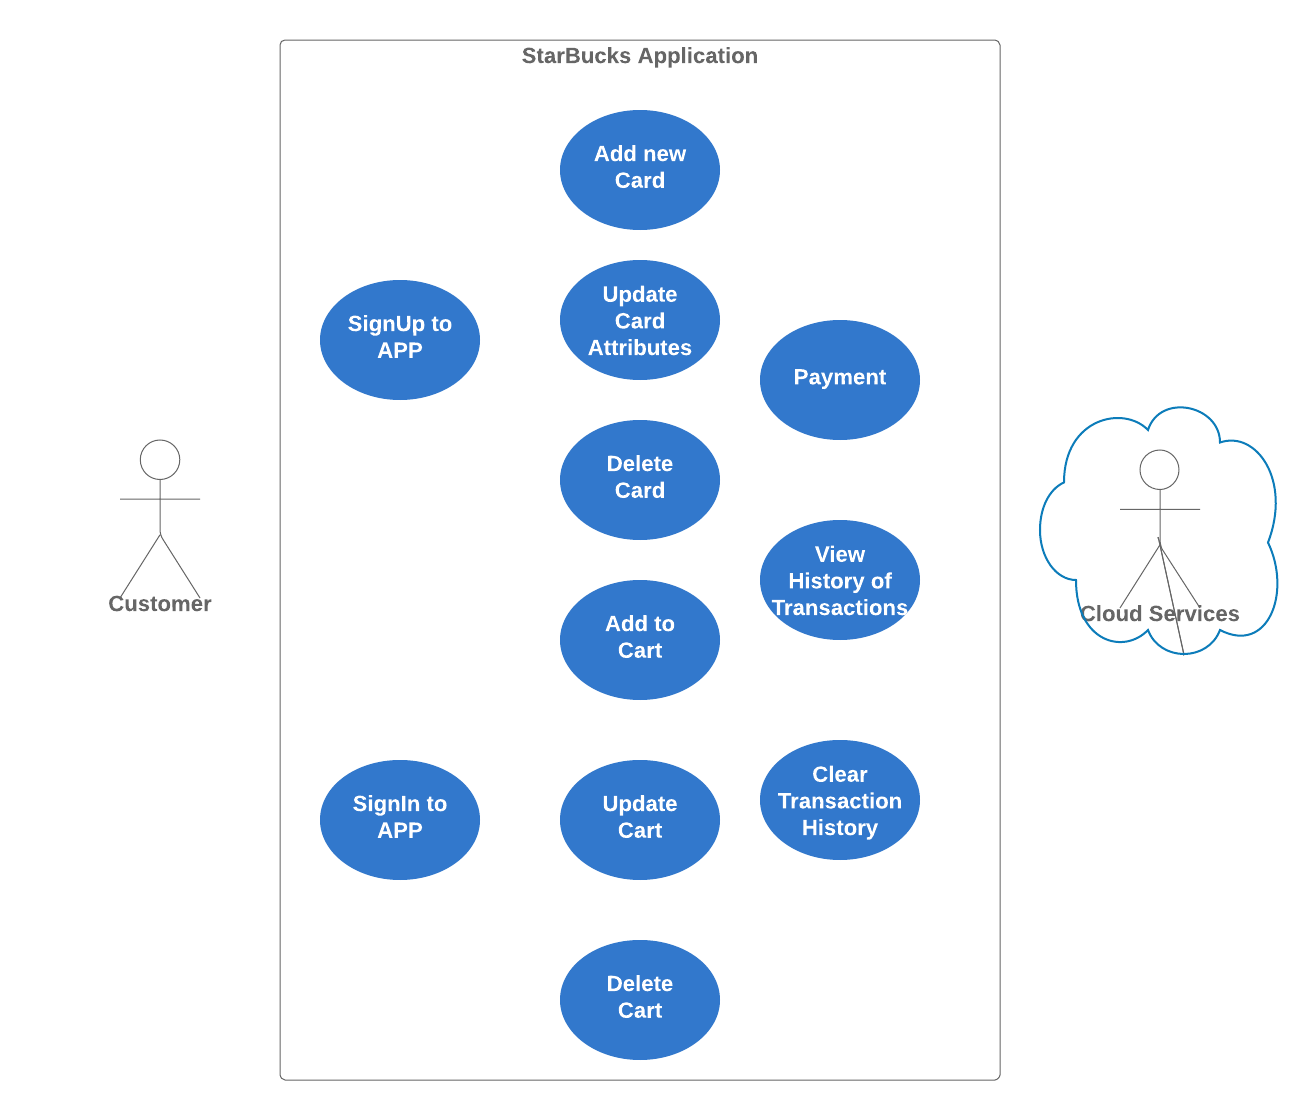 StarBucks Application
Add new
Card
Update
Card
Attributes
SignUp to
APP
Payment
Delete
Card
View
History of
Transactions
Customer
Cloud Services
Add to
Cart
Clear
Transaction
History
SignIn to
APP
Update
Cart
Delete
Cart